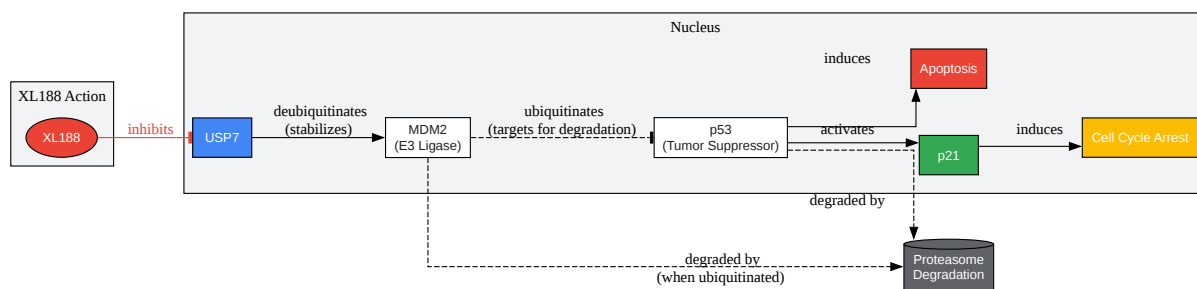 Nucleus
XL188 Action
XL188
inhibits
USP7
deubiquitinates
(stabilizes)
MDM2
(E3 Ligase)
ubiquitinates
(targets for degradation)
p53
(Tumor Suppressor)
induces
Apoptosis
activates
p21
induces
Cell Cycle Arrest
degraded by
degraded by
(when ubiquitinated)
Proteasome
Degradation